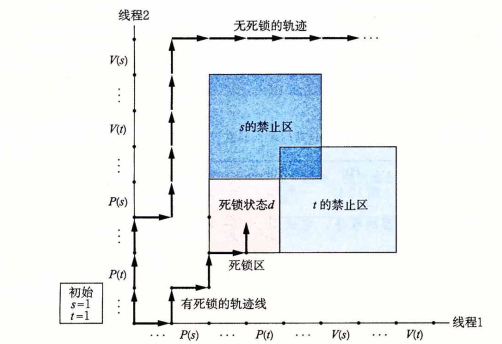 线程2
无死锁的轨迹
...
V(s)
⋮
s的禁止区
V(t)
⋮
P(s)
死锁状态d
t 的禁止区
⋮
死锁区
P(t)
初始
s=1
t=1
⋮
有死锁的轨迹线
线程1
... P(s) ... P(t) ... V(s) ... V(t)